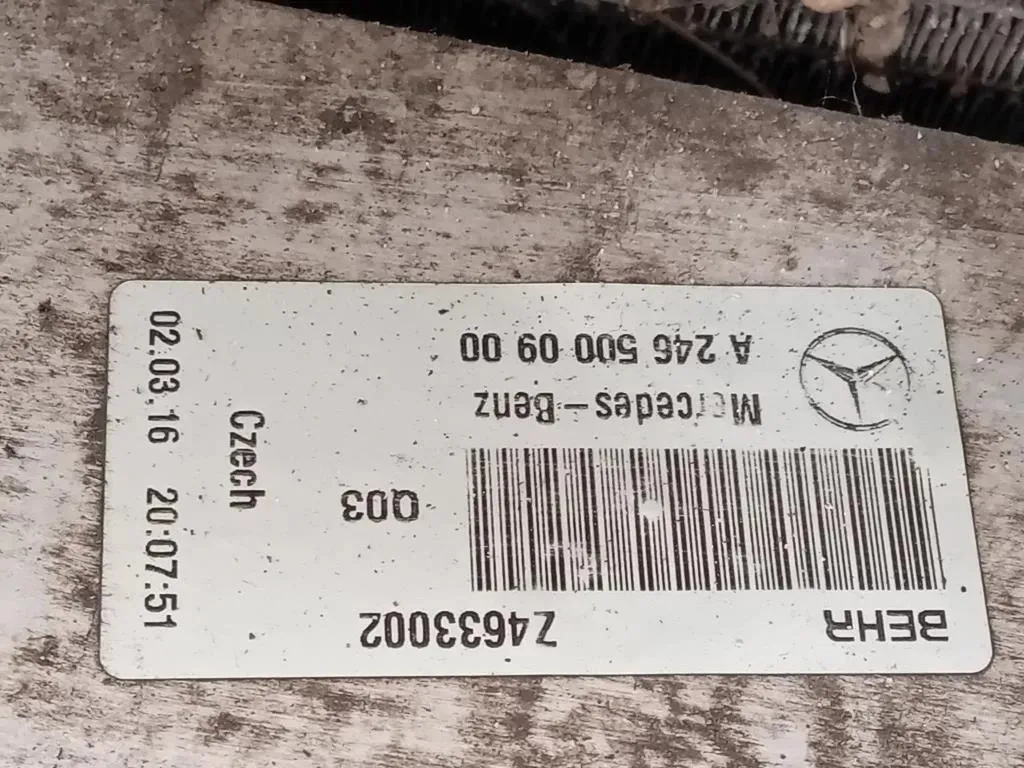 BEHR
Z4633002
Q03
Mercedes-Benz
A 246 500 09 00
Czech
02.03.16 20:07:51